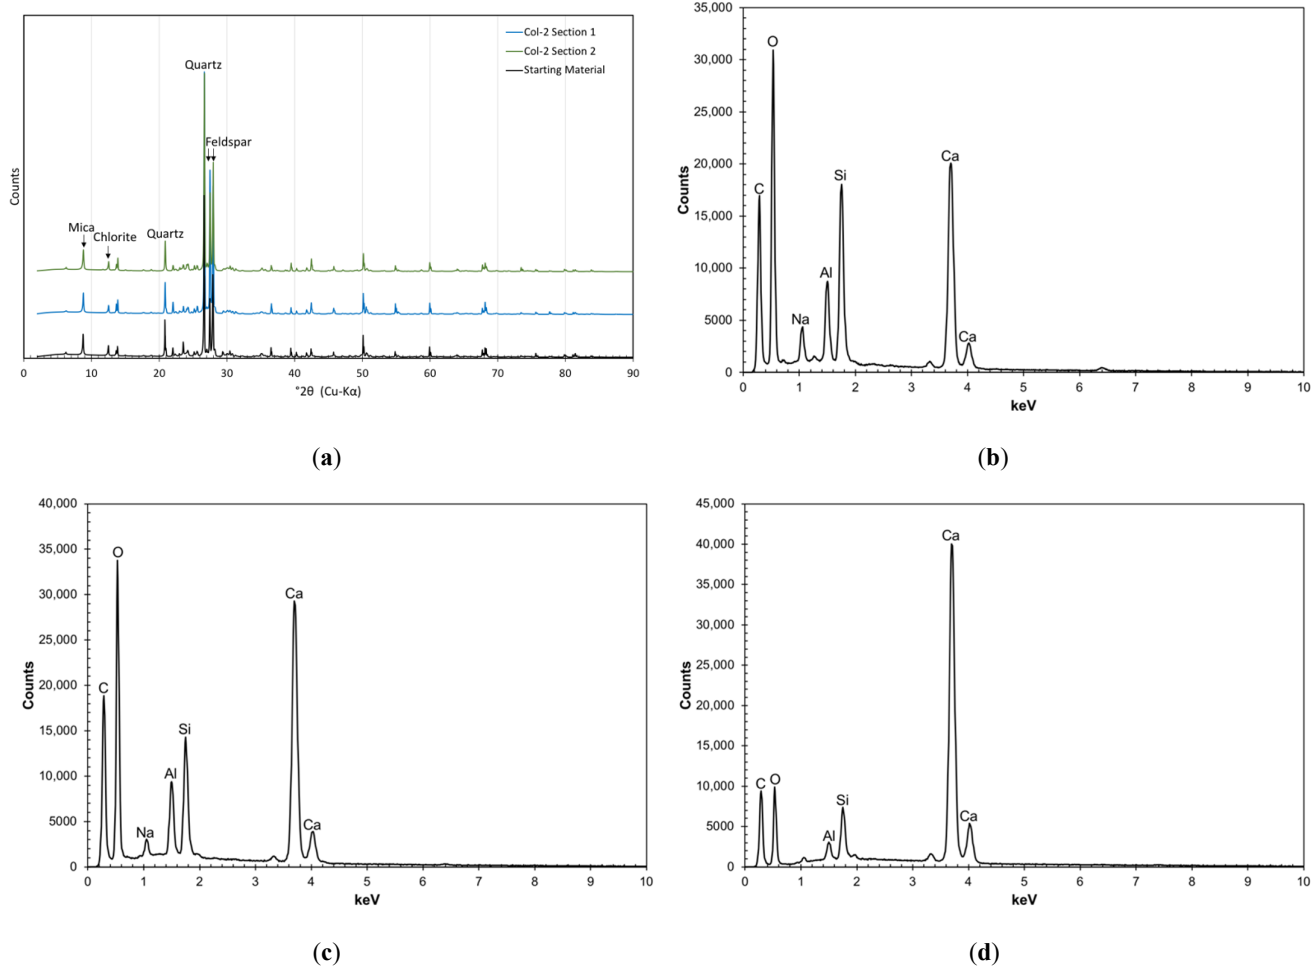 Col-2 Section 1
Col-2 Section 2
Starting Material
Quartz
Feldspar
Mica
Chlorite
Quartz
Counts
0 10 20 30 40 50 60 70 80 90
°2θ (Cu-Kα)
(a)
35,000
30,000
25,000
20,000
15,000
10,000
5000
0
Counts
O
C
Na
Al
Si
Ca
Ca
0 1 2 3 4 5 6 7 8 9 10
keV
(b)
40,000
35,000
30,000
25,000
20,000
15,000
10,000
5000
0
Counts
O
C
Na
Al
Si
Ca
Ca
0 1 2 3 4 5 6 7 8 9 10
keV
(c)
45,000
40,000
35,000
30,000
25,000
20,000
15,000
10,000
5000
0
Counts
C
O
Al
Si
Ca
Ca
0 1 2 3 4 5 6 7 8 9 10
keV
(d)